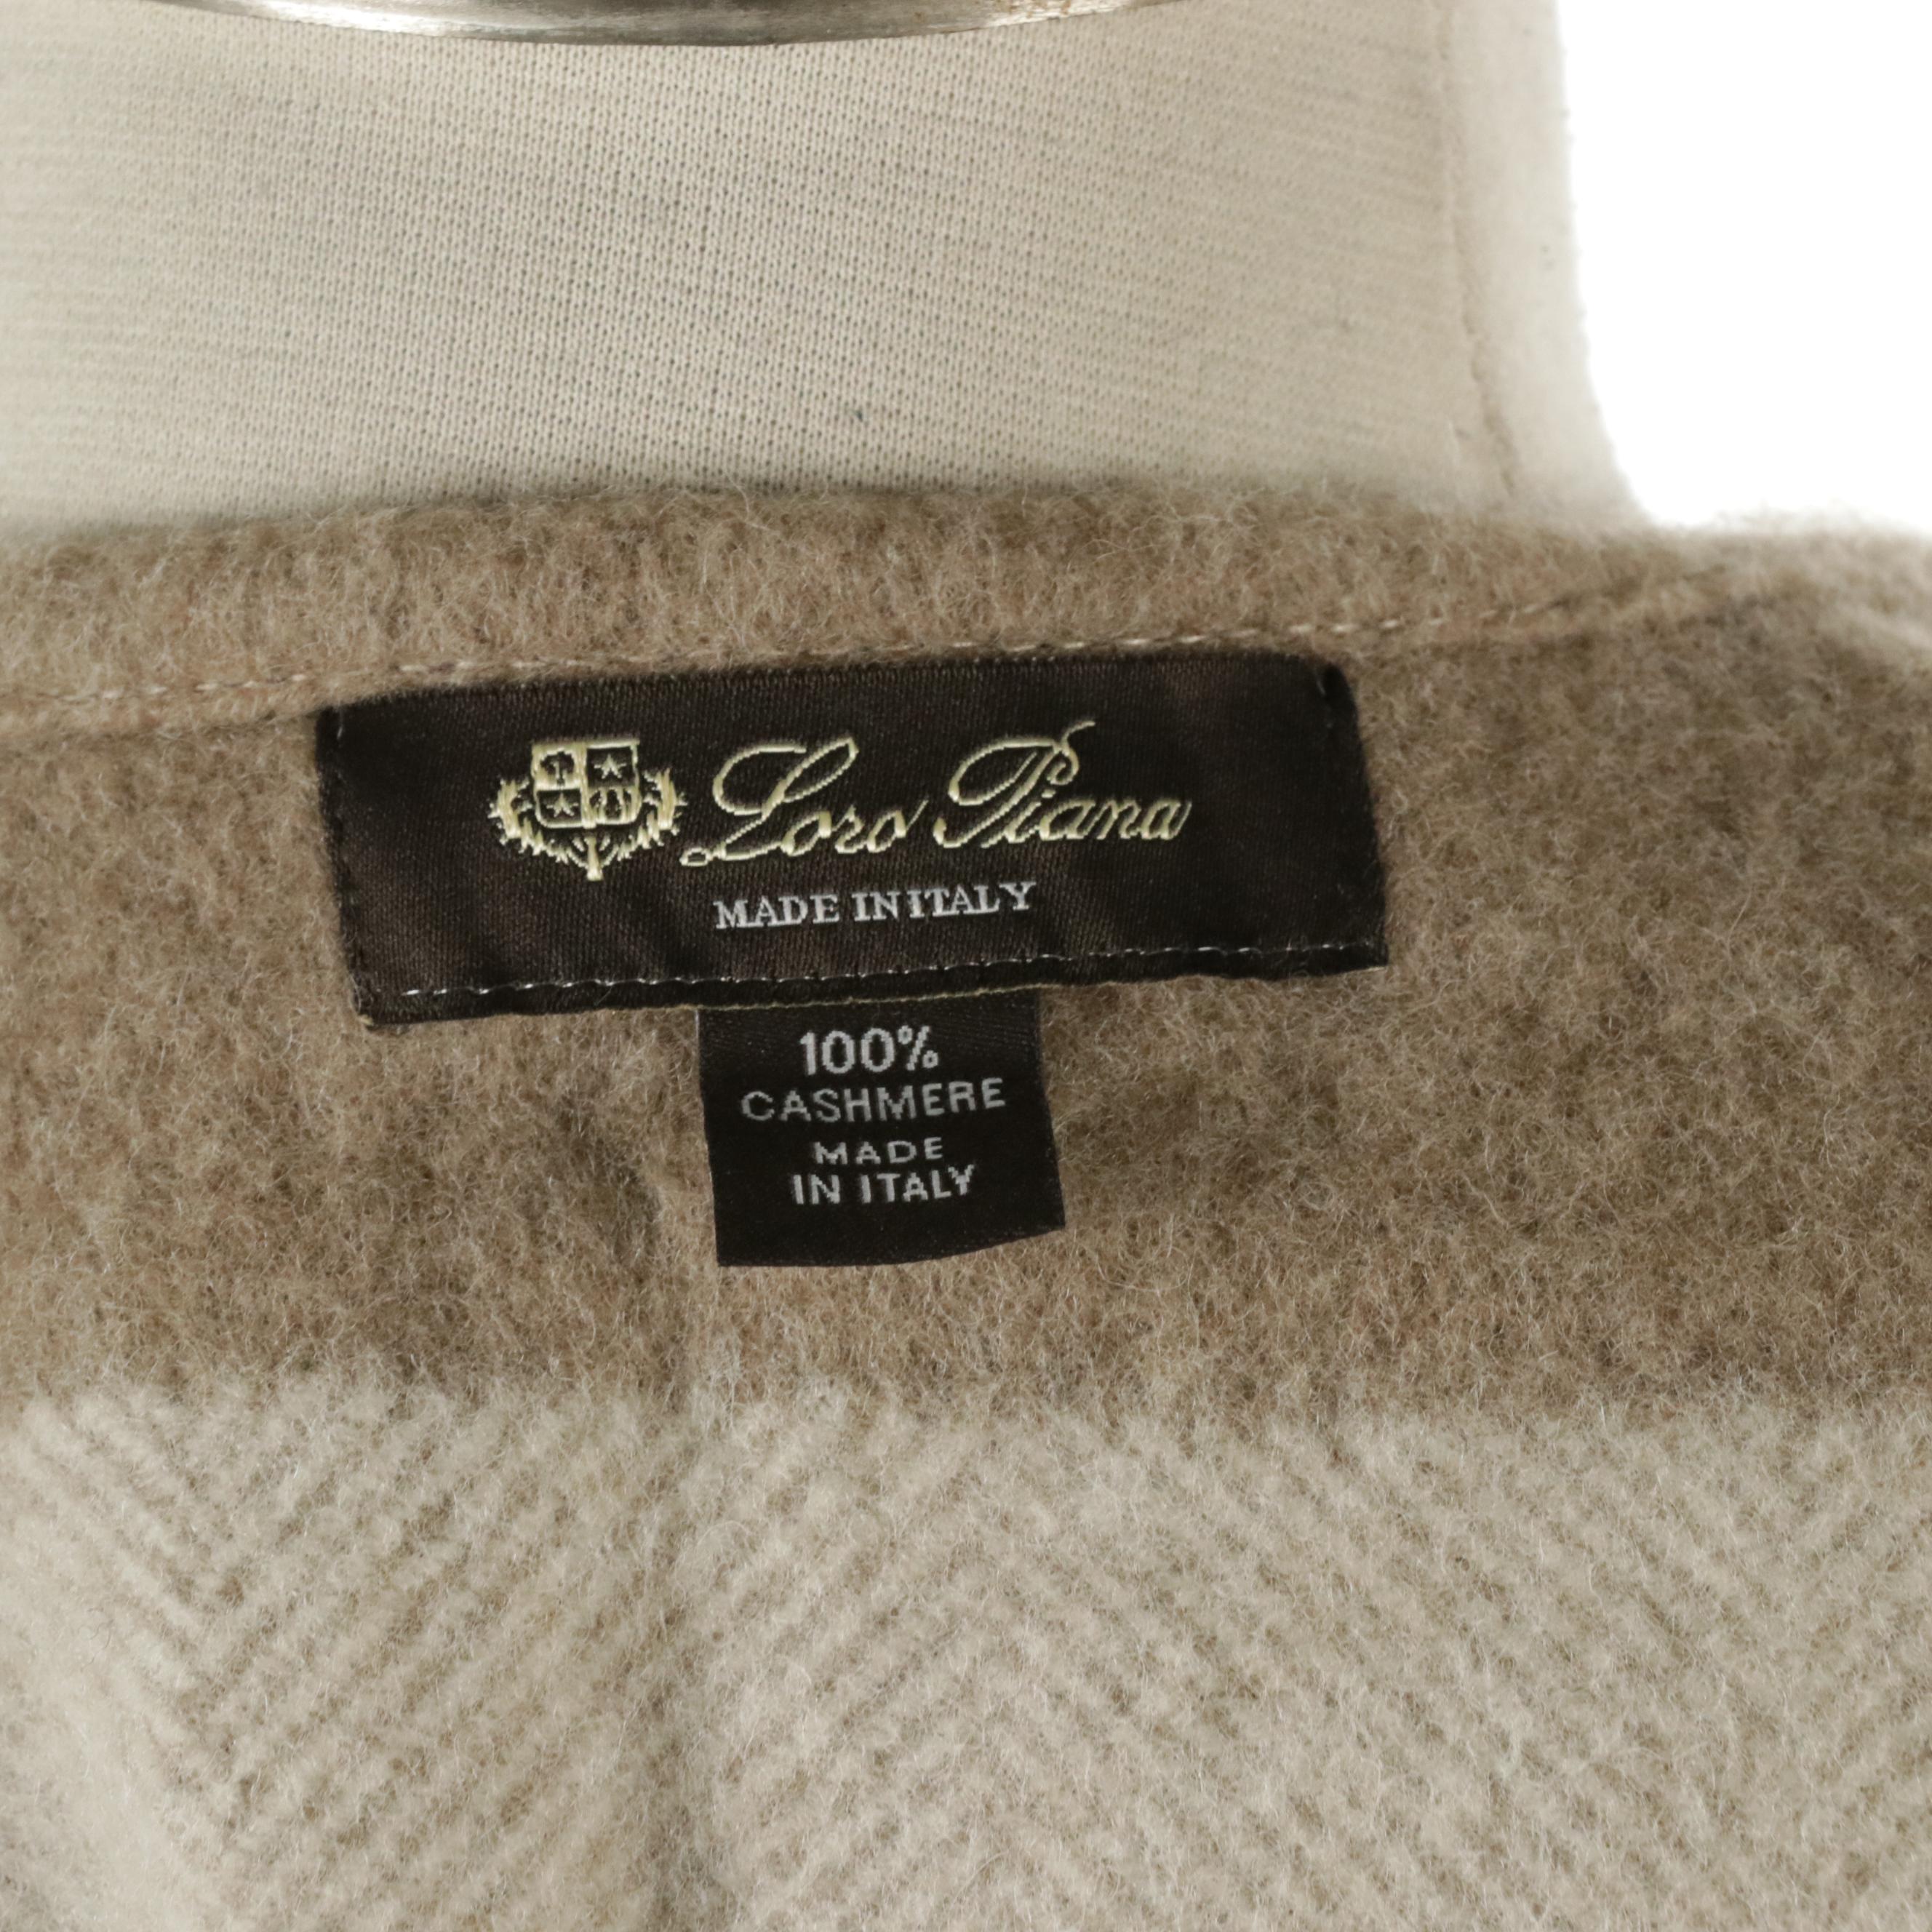 Loro Piana
MADE IN ITALY
100%
CASHMERE
MADE
IN ITALY